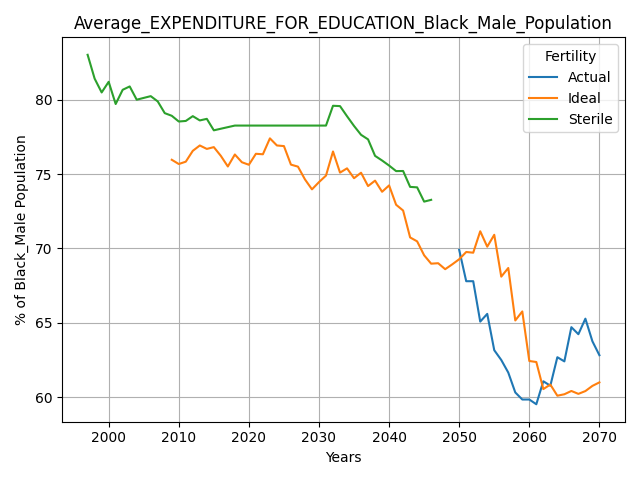 Average_EXPENDITURE_FOR_EDUCATION_Black_Male_Population
% of Black_Male Population
80
75
70
65
60
2000
2010
2020
2030
2040
2050
2060
2070
Years
Fertility
Actual
Ideal
Sterile